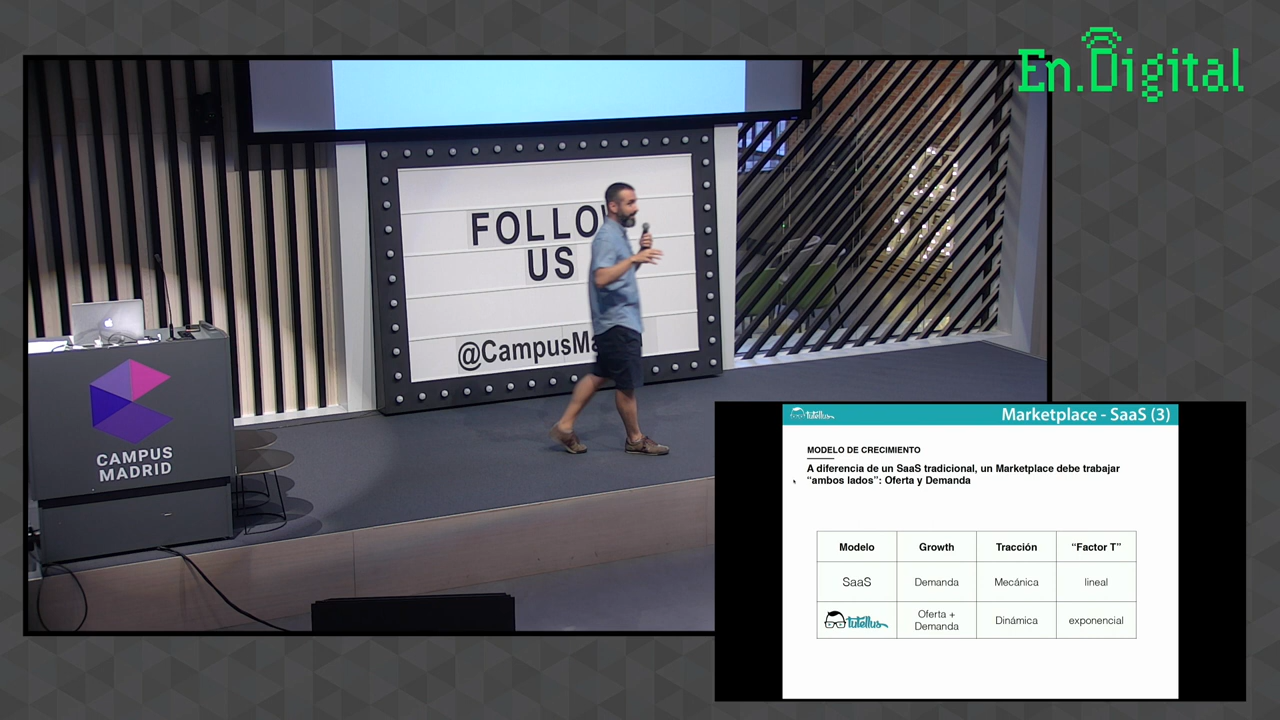 En.Digital
FOLLO
US
@CampusMa
CAMPUS
MADRID
tutellus
Marketplace - SaaS (3)
MODELO DE CRECIMIENTO
A diferencia de un SaaS tradicional, un Marketplace debe trabajar
“ambos lados”: Oferta y Demanda
Modelo Growth Tracción “Factor T”
SaaS Demanda Mecánica lineal
tutellus Oferta + Demanda Dinámica exponencial